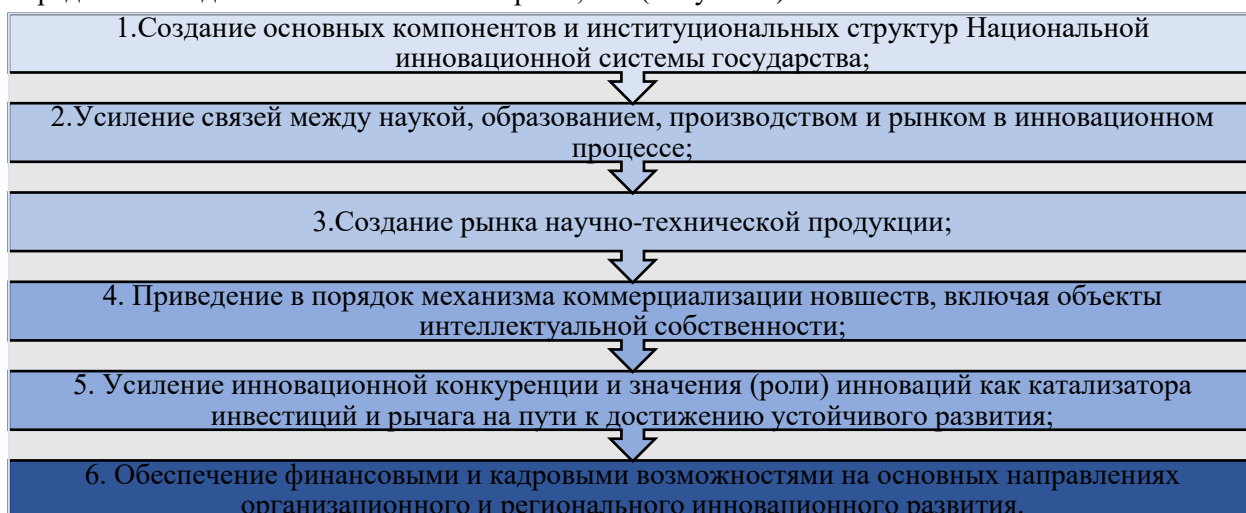 1.Создание основных компонентов и институциональных структур Национальной
инновационной системы государства;
2.Усиление связей между наукой, образованием, производством и рынком в инновационном
процессе;
3.Создание рынка научно-технической продукции;
4. Приведение в порядок механизма коммерциализации новшеств, включая объекты
интеллектуальной собственности;
5. Усиление инновационной конкуренции и значения (роли) инноваций как катализатора
инвестиций и рычага на пути к достижению устойчивого развития;
6. Обеспечение финансовыми и кадровыми возможностями на основных направлениях
организационного и регионального инновационного развития.